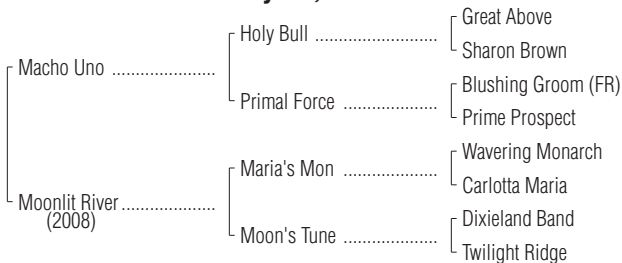 Great Above
Holy Bull ..........................
Sharon Brown
Macho Uno ......................
Blushing Groom (FR)
Primal Force ....................
Prime Prospect
Wavering Monarch
Maria's Mon ....................
Carlotta Maria
Moonlit River....................
(2008)
Dixieland Band
Moon's Tune ....................
Twilight Ridge